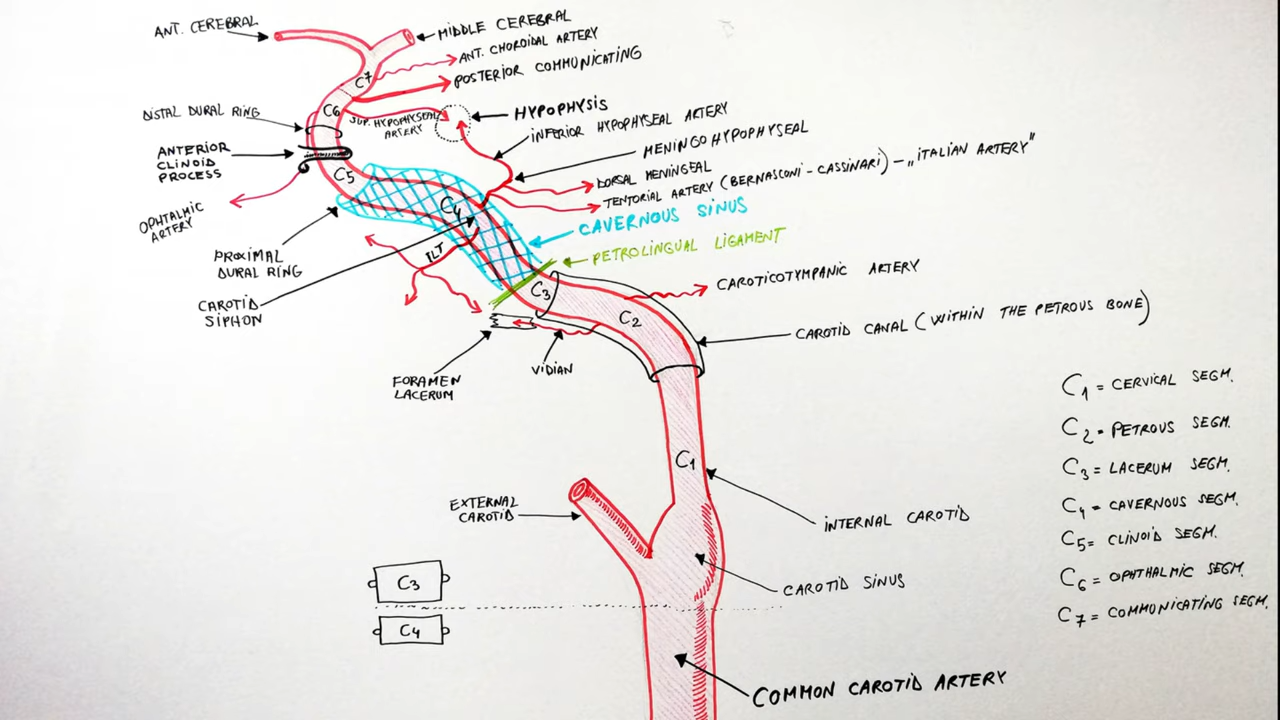 ANT. CEREBRAL
MIDDLE CEREBRAL
ANT. CHOROIDAL ARTERY
POSTERIOR COMMUNICATING
C7
C6
DISTAL DURAL RING
SUP. HYPOPHYSEAL
ARTERY
HYPOPHYSIS
INFERIOR HYPOPHYSEAL ARTERY
MENINGO HYPOPHYSEAL
ANTERIOR
CLINOID
PROCESS
C5
DORSAL MENINGEAL
TENTORIAL ARTERY (BERNASCONI - CASSINARI) - „ITALIAN ARTERY"
OPHTALMIC
ARTERY
C4
CAVERNOUS SINUS
PETROLINGUAL LIGAMENT
PROXIMAL
DURAL RING
ILT
CAROTID
SIPHON
C3
CAROTICOTYMPANIC ARTERY
C2
CAROTID CANAL (WITHIN THE PETROUS BONE)
VIDIAN
FORAMEN
LACERUM
C1 = CERVICAL SEGM.
C2 = PETROUS SEGM.
C3 = LACERUM SEGM.
C4 = CAVERNOUS SEGM.
C5 = CLINOID SEGM.
C6 = OPHTHALMIC SEGM.
C7 = COMMUNICATING SEGM.
C1
EXTERNAL
CAROTID
INTERNAL CAROTID
CAROTID SINUS
C3
C4
COMMON CAROTID ARTERY